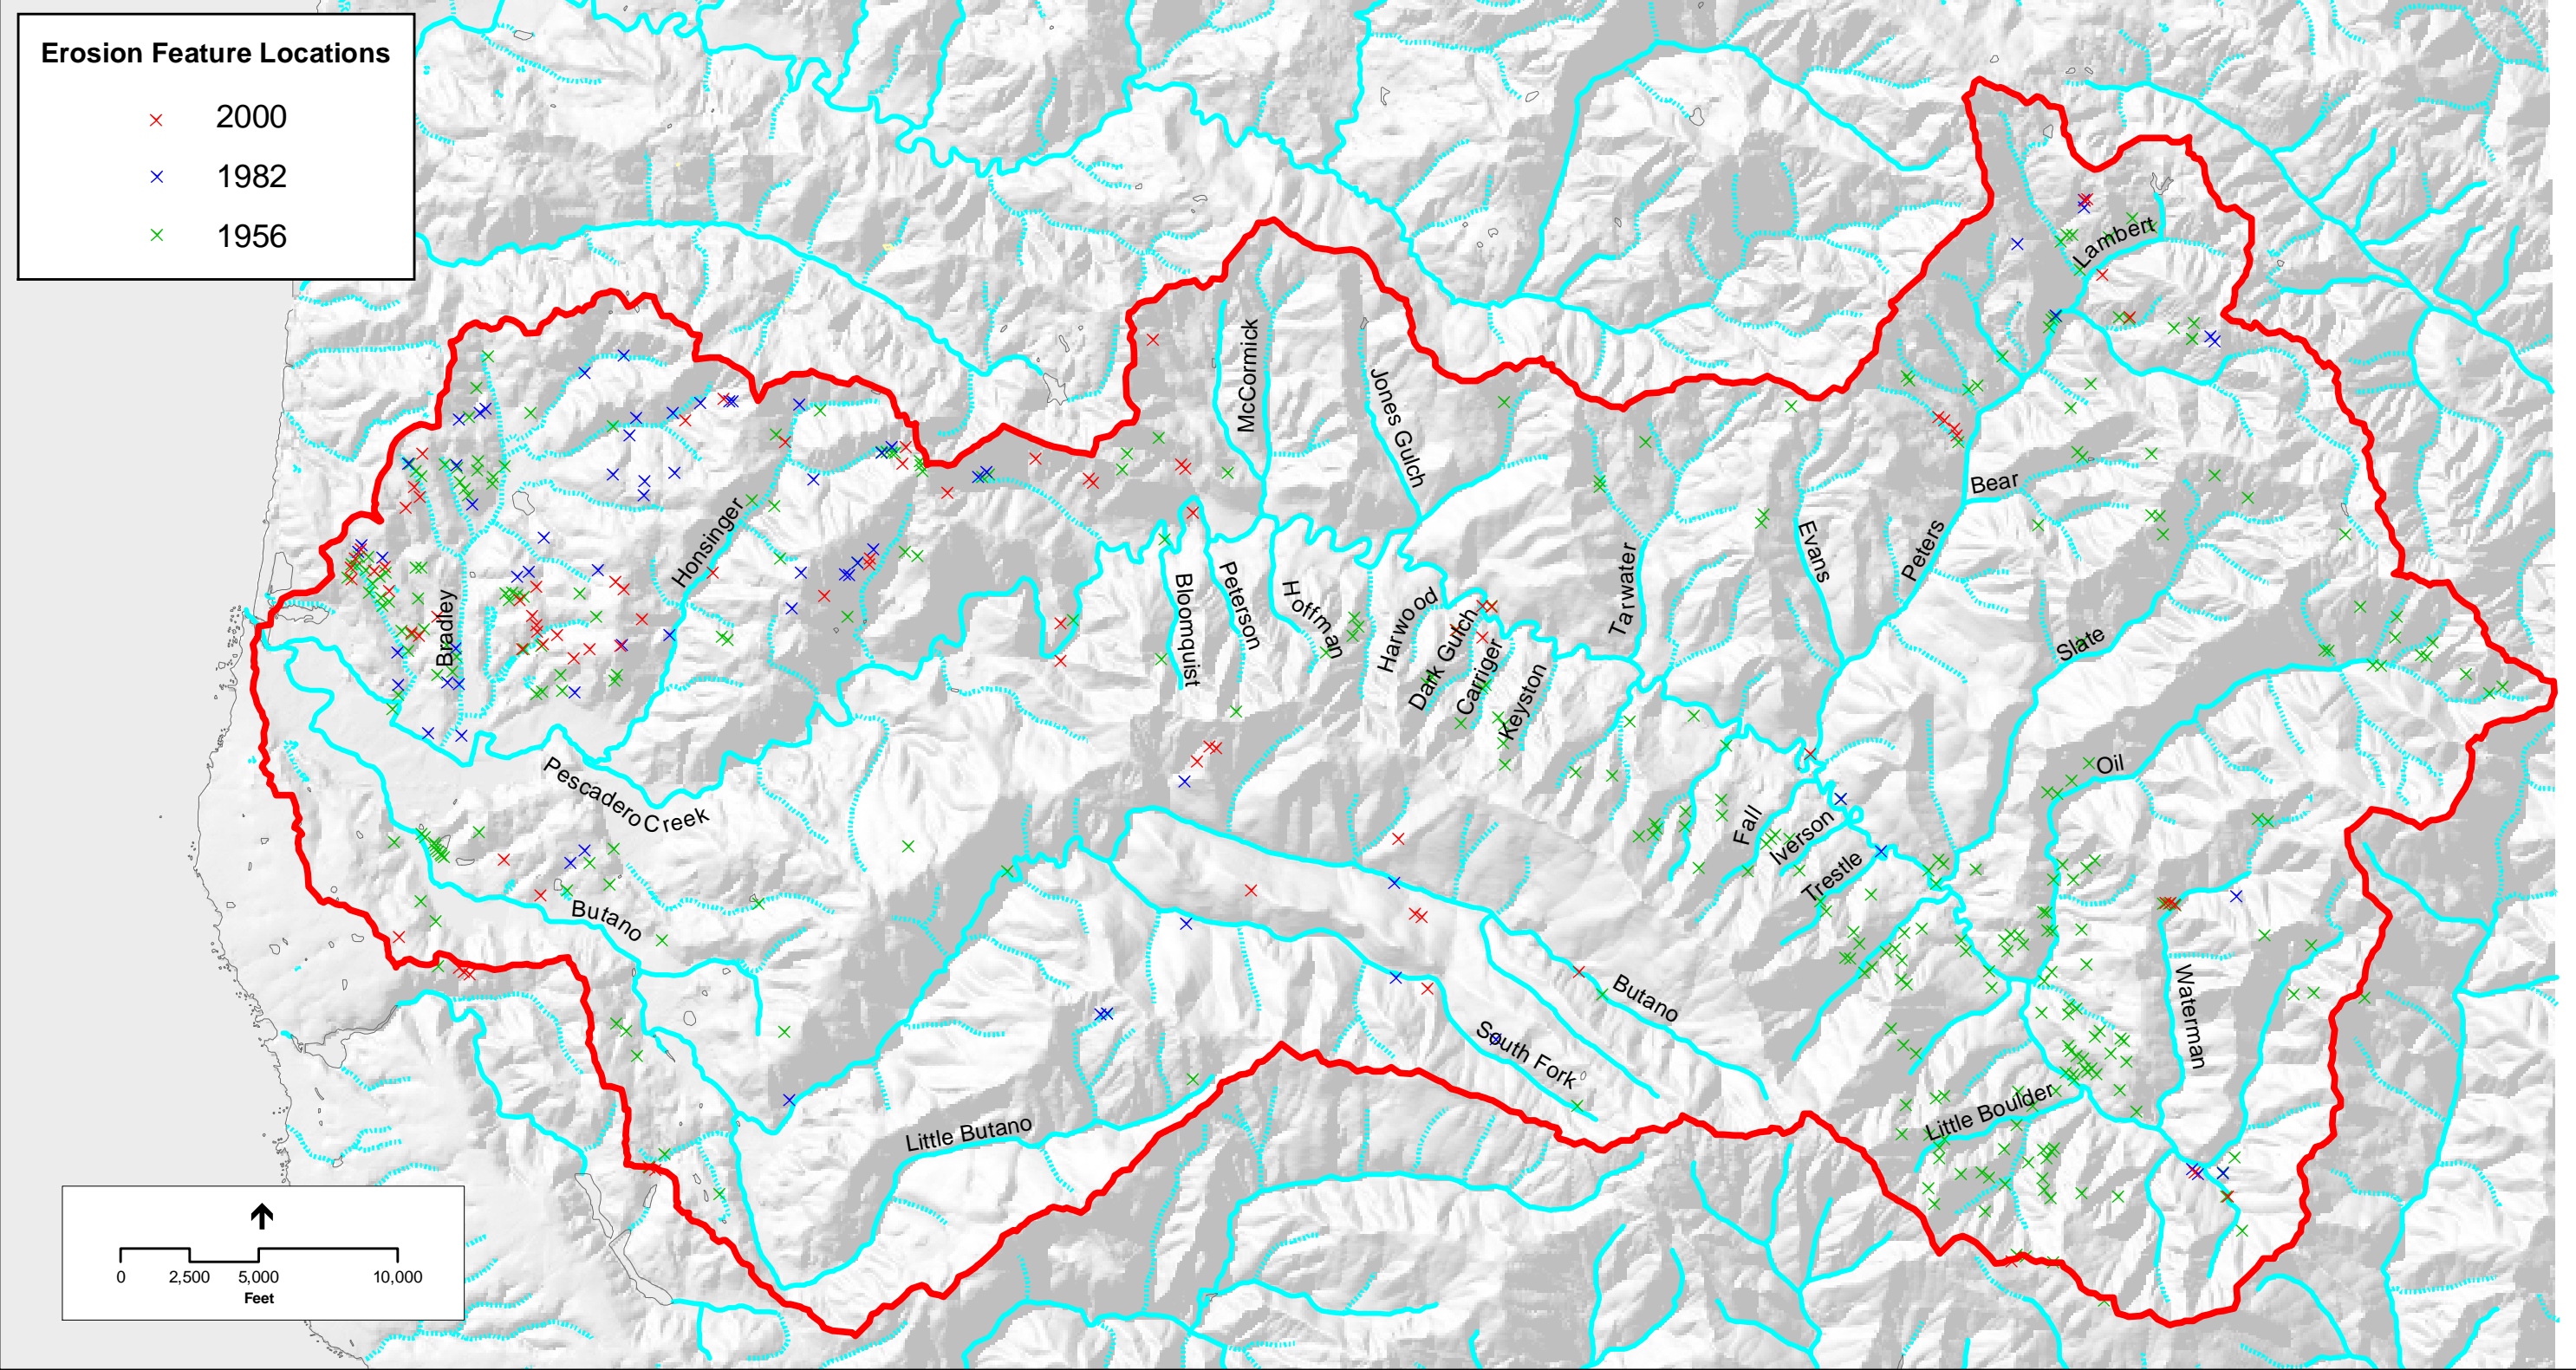 Erosion Feature Locations
2000
1982
1956
Lambert
McCormick
Jones Gulch
Bear
Honsinger
Evans
Peters
Tarwater
Bradley
Bloomquist
Peterson
Hoffman
Harwood
Dark Gulch
Carriger
Keyston
Slate
Oil
Pescadero Creek
Fall
Iverson
Trestle
Butano
Butano
Waterman
South Fork
Little Boulder
Little Butano
0 2,500 5,000 10,000
Feet